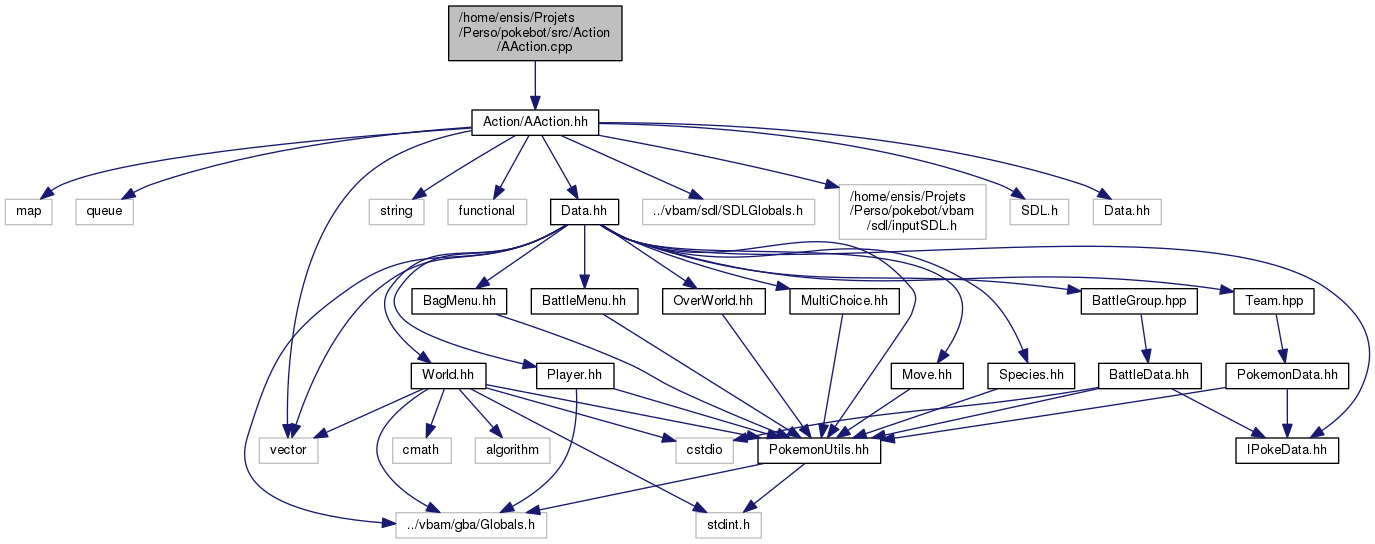 /home/ensis/Projets
/Perso/pokebot/src/Action
/AAction.cpp
Action/AAction.hh
map
queue
string
functional
Data.hh
../vbam/sdl/SDLGlobals.h
/home/ensis/Projets
/Perso/pokebot/vbam
/sdl/inputSDL.h
SDL.h
Data.hh
BagMenu.hh
BattleMenu.hh
OverWorld.hh
MultiChoice.hh
BattleGroup.hpp
Team.hpp
World.hh
Player.hh
Move.hh
Species.hh
BattleData.hh
PokemonData.hh
vector
cmath
algorithm
cstdio
PokemonUtils.hh
IPokeData.hh
../vbam/gba/Globals.h
stdint.h